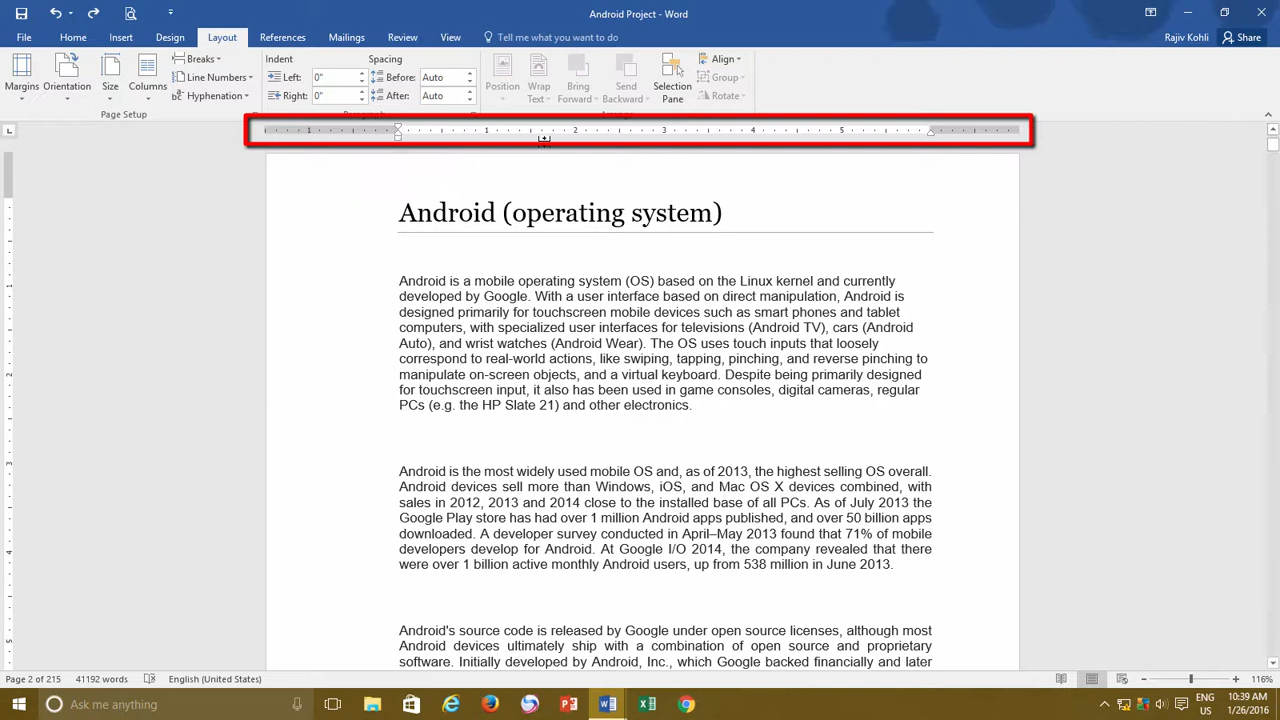 Android Project - Word
File Home Insert Design Layout References Mailings Review View Tell me what you want to do Rajiv Kohli Share
Indent Spacing
Margins Orientation Size Columns Breaks Line Numbers Hyphenation
Left: 0" Before: Auto
Right: 0" After: Auto
Position Wrap Text Bring Forward Send Backward Selection Pane Align Group Rotate
Page Setup
1 1 2 3 4 5
Android (operating system)
Android is a mobile operating system (OS) based on the Linux kernel and currently
developed by Google. With a user interface based on direct manipulation, Android is
designed primarily for touchscreen mobile devices such as smart phones and tablet
computers, with specialized user interfaces for televisions (Android TV), cars (Android
Auto), and wrist watches (Android Wear). The OS uses touch inputs that loosely
correspond to real-world actions, like swiping, tapping, pinching, and reverse pinching to
manipulate on-screen objects, and a virtual keyboard. Despite being primarily designed
for touchscreen input, it also has been used in game consoles, digital cameras, regular
PCs (e.g. the HP Slate 21) and other electronics.
Android is the most widely used mobile OS and, as of 2013, the highest selling OS overall.
Android devices sell more than Windows, iOS, and Mac OS X devices combined, with
sales in 2012, 2013 and 2014 close to the installed base of all PCs. As of July 2013 the
Google Play store has had over 1 million Android apps published, and over 50 billion apps
downloaded. A developer survey conducted in April–May 2013 found that 71% of mobile
developers develop for Android. At Google I/O 2014, the company revealed that there
were over 1 billion active monthly Android users, up from 538 million in June 2013.
Android's source code is released by Google under open source licenses, although most
Android devices ultimately ship with a combination of open source and proprietary
software. Initially developed by Android, Inc., which Google backed financially and later
Page 2 of 215 41192 words English (United States) 116%
Ask me anything
ENG 10:39 AM
US 1/26/2016